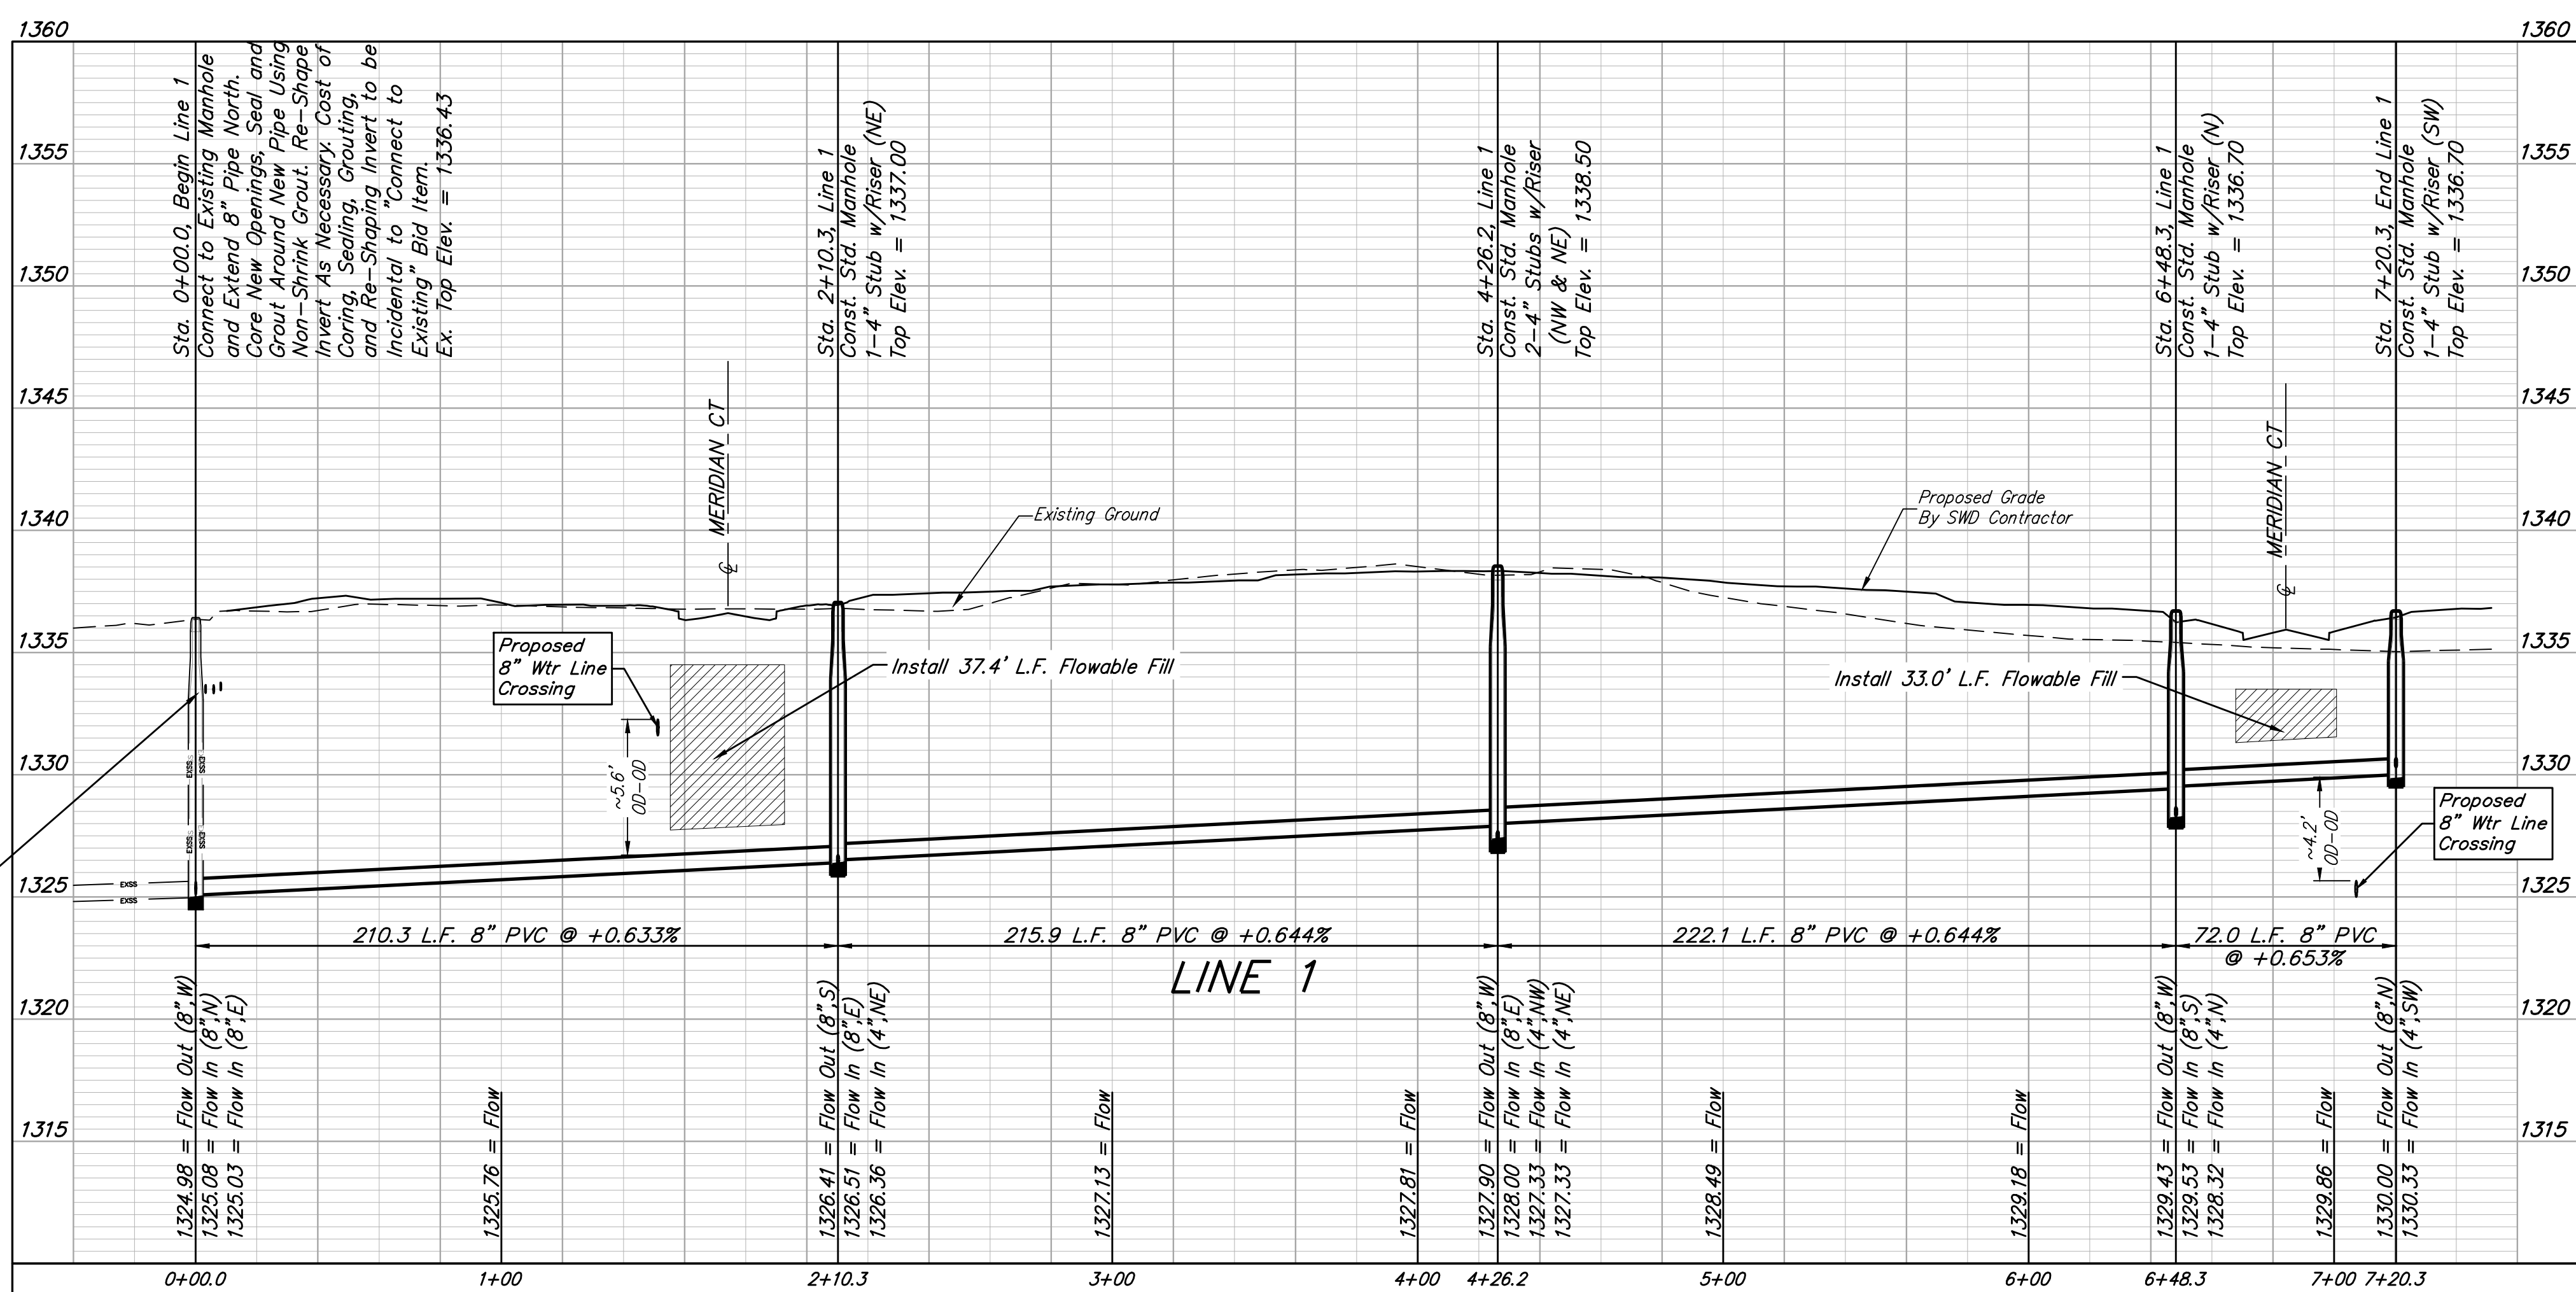 1360
1355
1350
1345
1340
1335
1330
1325
1320
1315
1360
1355
1350
1345
1340
1335
1330
1325
1320
1315
Sta. 0+00.0, Begin Line 1
Connect to Existing Manhole
and Extend 8" Pipe North.
Core New Openings, Seal and
Grout Around New Pipe Using
Non-Shrink Grout. Re-Shape
Invert As Necessary. Cost of
Coring, Sealing, Grouting,
and Re-Shaping Invert to be
Incidental to "Connect to
Existing" Bid Item.
Ex. Top Elev. = 1336.43
Sta. 2+10.3, Line 1
Const. Std. Manhole
1-4" Stub w/Riser (NE)
Top Elev. = 1337.00
Sta. 4+26.2, Line 1
Const. Std. Manhole
2-4" Stubs w/Riser
(NW & NE)
Top Elev. = 1338.50
Sta. 6+48.3, Line 1
Const. Std. Manhole
1-4" Stub w/Riser (N)
Top Elev. = 1336.70
Sta. 7+20.3, End Line 1
Const. Std. Manhole
1-4" Stub w/Riser (SW)
Top Elev. = 1336.70
MERIDIAN CT
℄
MERIDIAN CT
℄
Existing Ground
Proposed Grade
By SWD Contractor
Proposed
8" Wtr Line
Crossing
Install 37.4' L.F. Flowable Fill
Install 33.0' L.F. Flowable Fill
~5.6'
OD-OD
~4.2'
OD-OD
Proposed
8" Wtr Line
Crossing
EXSS
EXSS
EXSS
EXSS
EXSS
EXSS
210.3 L.F. 8" PVC @ +0.633%
215.9 L.F. 8" PVC @ +0.644%
222.1 L.F. 8" PVC @ +0.644%
72.0 L.F. 8" PVC
@ +0.653%
LINE 1
1324.98 = Flow Out (8",W)
1325.08 = Flow In (8",N)
1325.03 = Flow In (8",E)
1325.76 = Flow
1326.41 = Flow Out (8",S)
1326.51 = Flow In (8",E)
1326.36 = Flow In (4",NE)
1327.13 = Flow
1327.81 = Flow
1327.90 = Flow Out (8",W)
1328.00 = Flow In (8",E)
1327.33 = Flow In (4",NW)
1327.33 = Flow In (4",NE)
1328.49 = Flow
1329.18 = Flow
1329.43 = Flow Out (8",W)
1329.53 = Flow In (8",S)
1328.32 = Flow In (4",N)
1329.86 = Flow
1330.00 = Flow Out (8",N)
1330.33 = Flow In (4",SW)
0+00.0
1+00
2+10.3
3+00
4+00
4+26.2
5+00
6+00
6+48.3
7+00
7+20.3